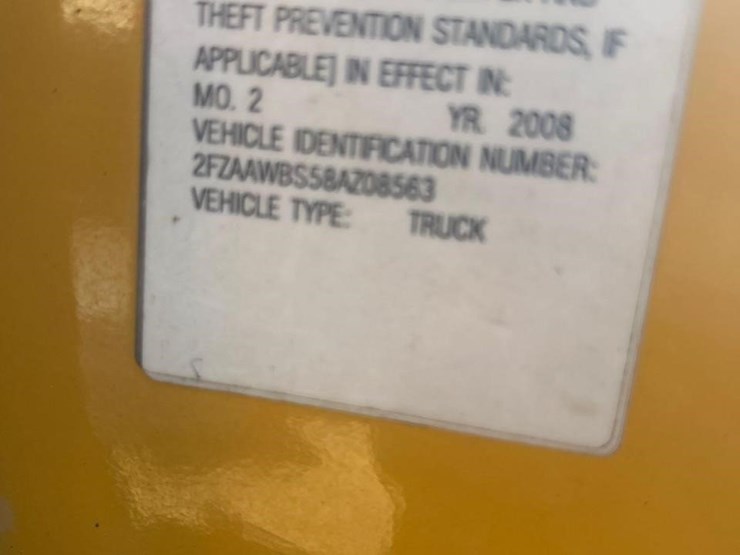 THEFT PREVENTION STANDARDS, IF
APPLICABLE] IN EFFECT IN:
MO. 2 YR. 2008
VEHICLE IDENTIFICATION NUMBER:
2FZAAWBS58AZ08563
VEHICLE TYPE: TRUCK